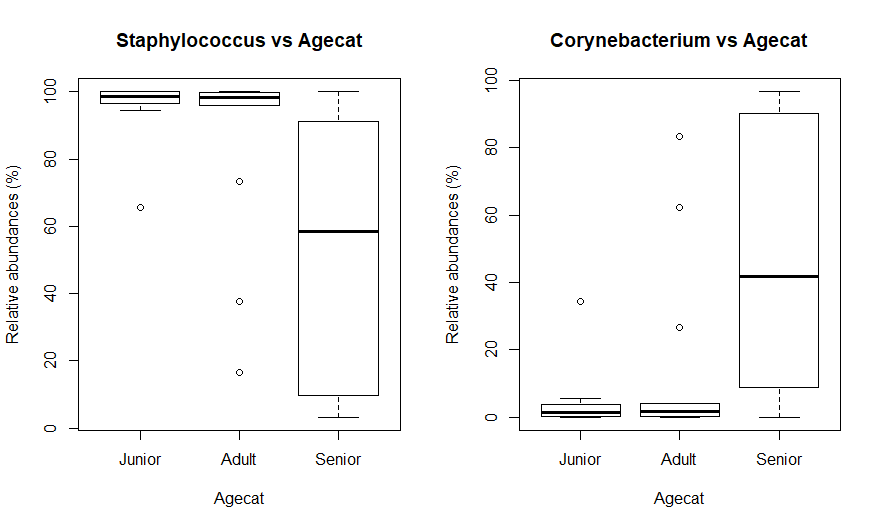 Staphylococcus vs Agecat
Relative abundances (%)
100
80
60
40
20
0
Junior Adult Senior
Agecat
Corynebacterium vs Agecat
Relative abundances (%)
100
80
60
40
20
0
Junior Adult Senior
Agecat